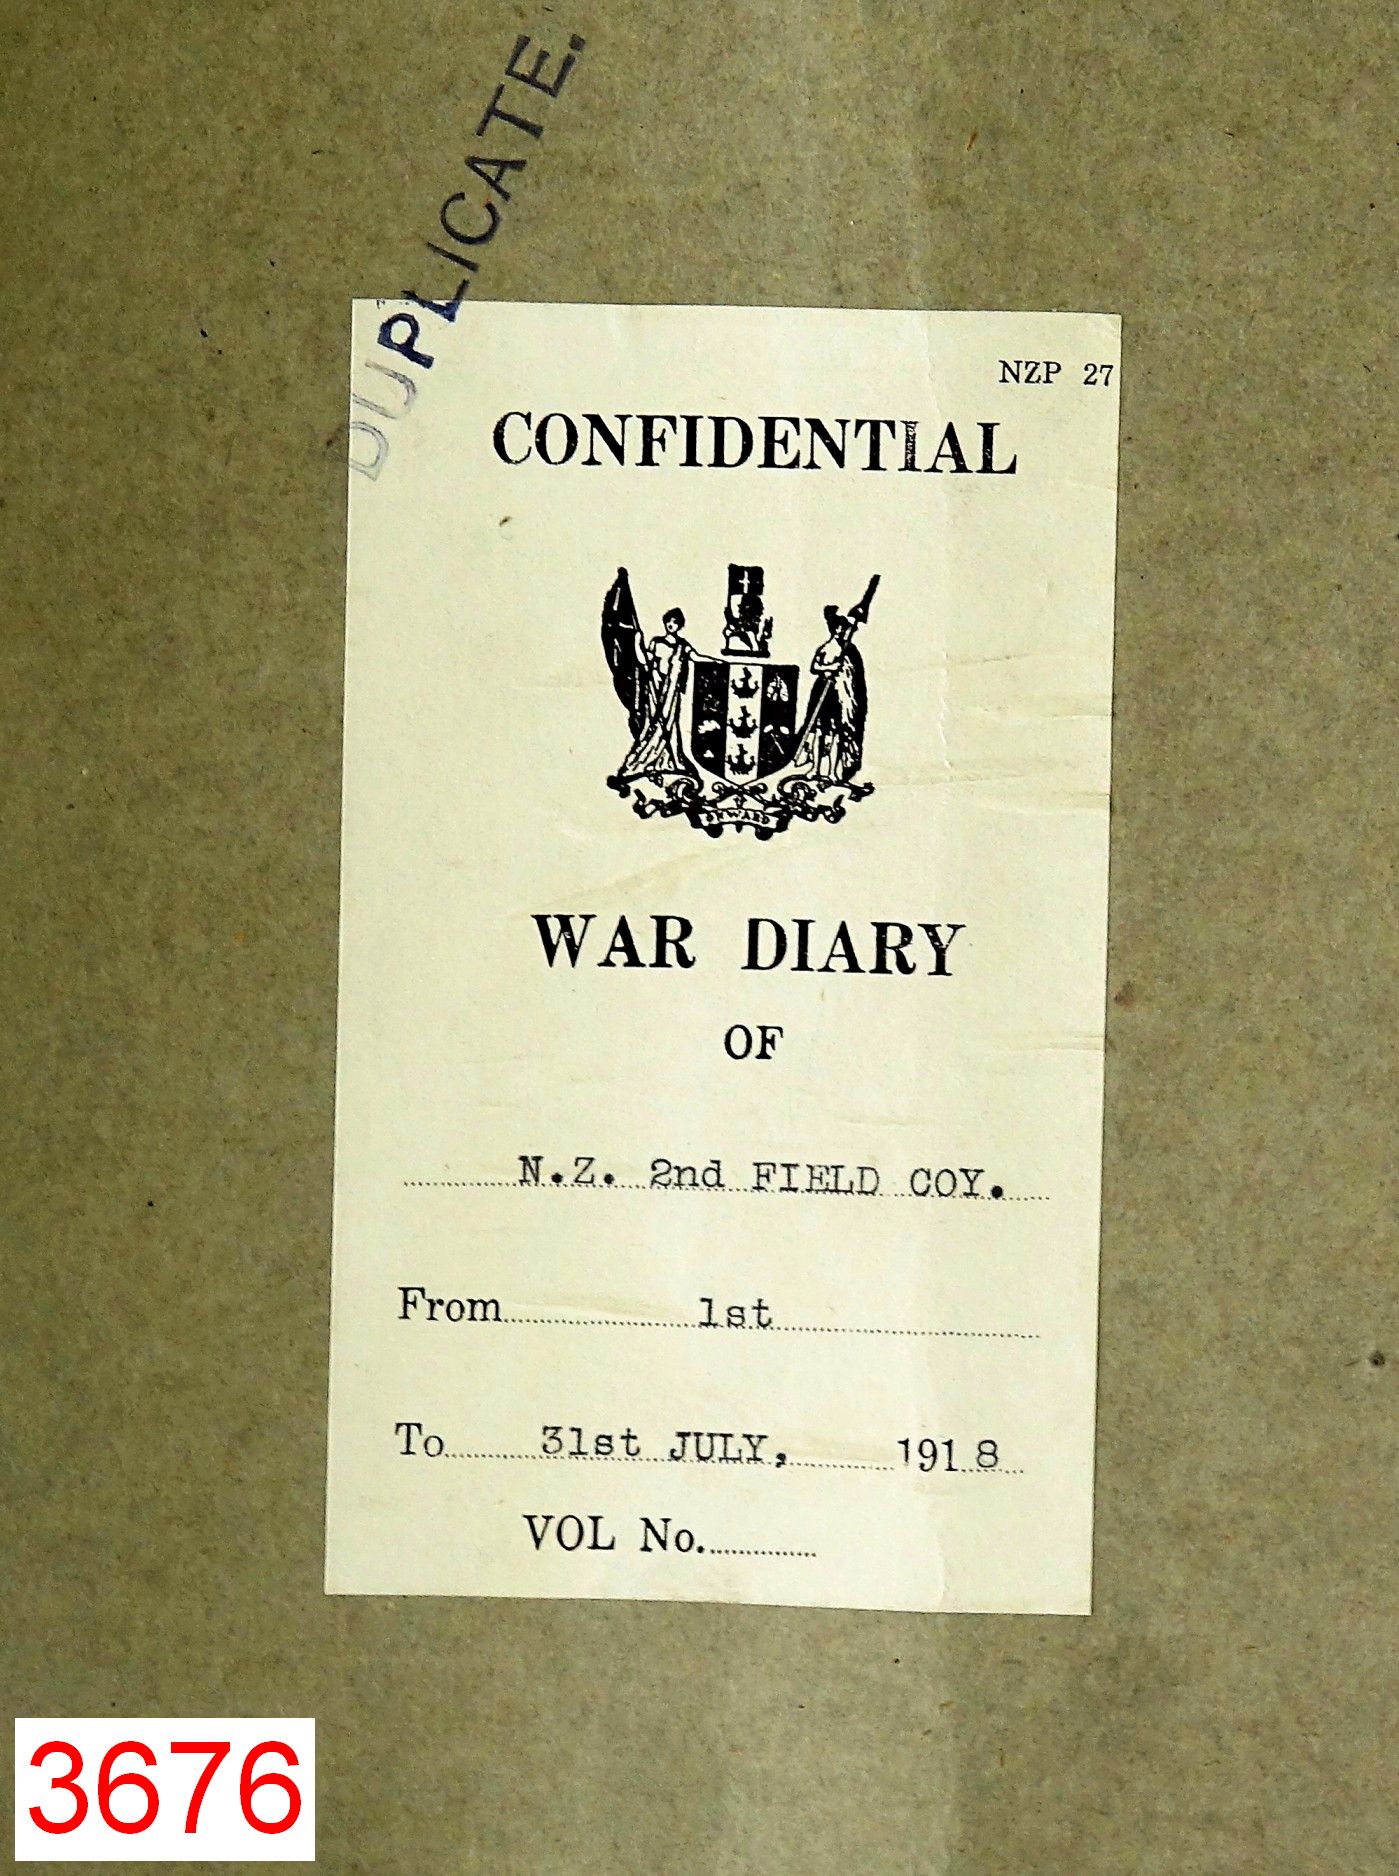 DUPLICATE.
NZP 27
CONFIDENTIAL
ONWARD
WAR DIARY
OF
N.Z. 2nd FIELD COY.
From 1st
To 31st JULY, 1918
VOL No.
3676